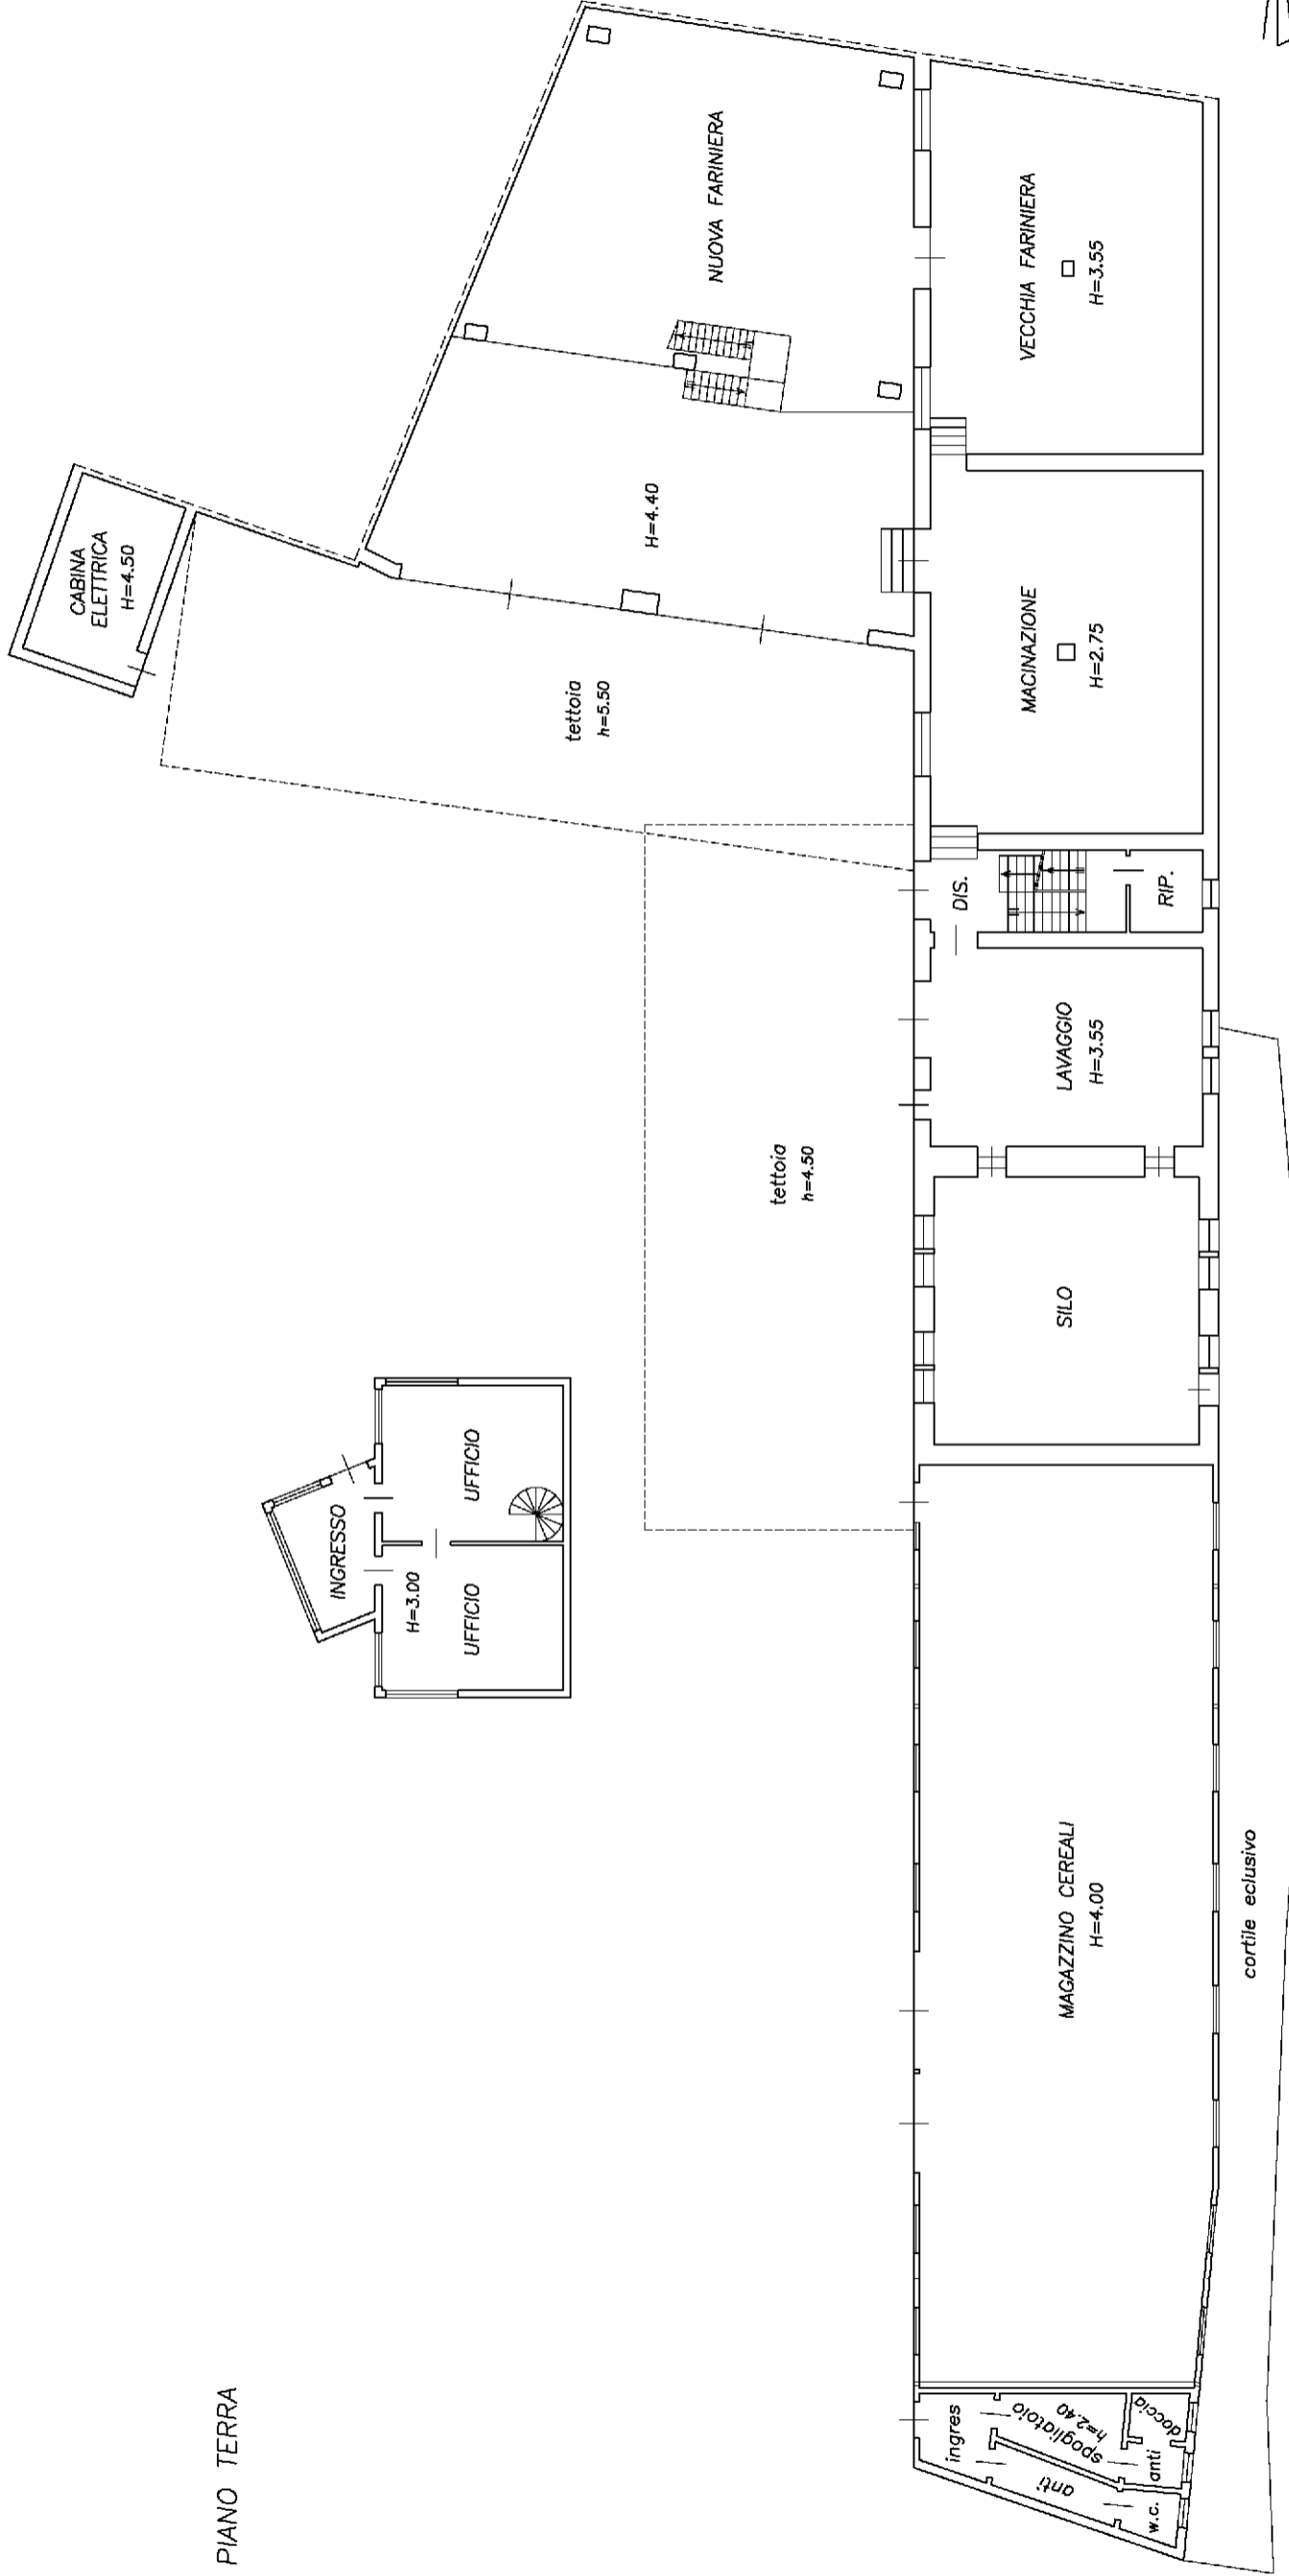 PIANO TERRA
CABINA
ELETTRICA
H=4.50
NUOVA FARINIERA
H=4.40
tettoia
h=5.50
VECCHIA FARINIERA
H=3.55
MACINAZIONE
H=2.75
DIS.
RIP.
LAVAGGIO
H=3.55
tettoia
h=4.50
SILO
INGRESSO
H=3.00
UFFICIO
UFFICIO
MAGAZZINO CEREALI
H=4.00
cortile eclusivo
ingres
spogliatoio
h=2.40
doccia
anti
anti
w.c.